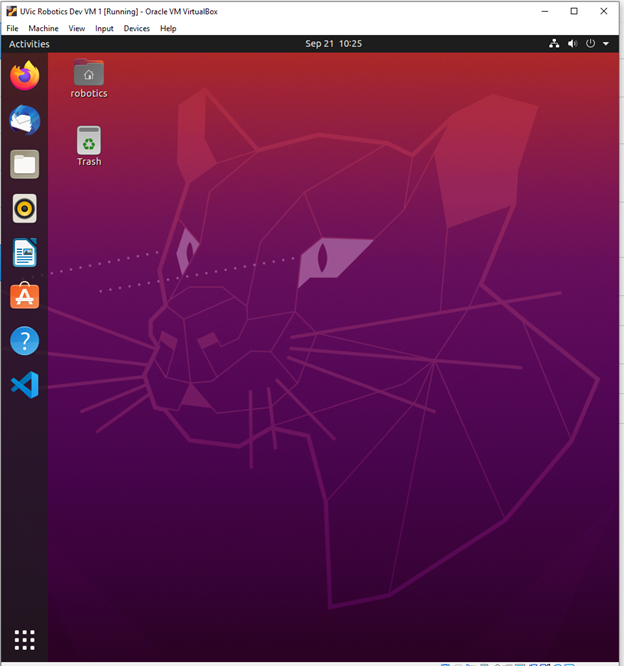 UVic Robotics Dev VM 1 [Running] - Oracle VM VirtualBox
File Machine View Input Devices Help
Activities Sep 21 10:25
robotics
Trash